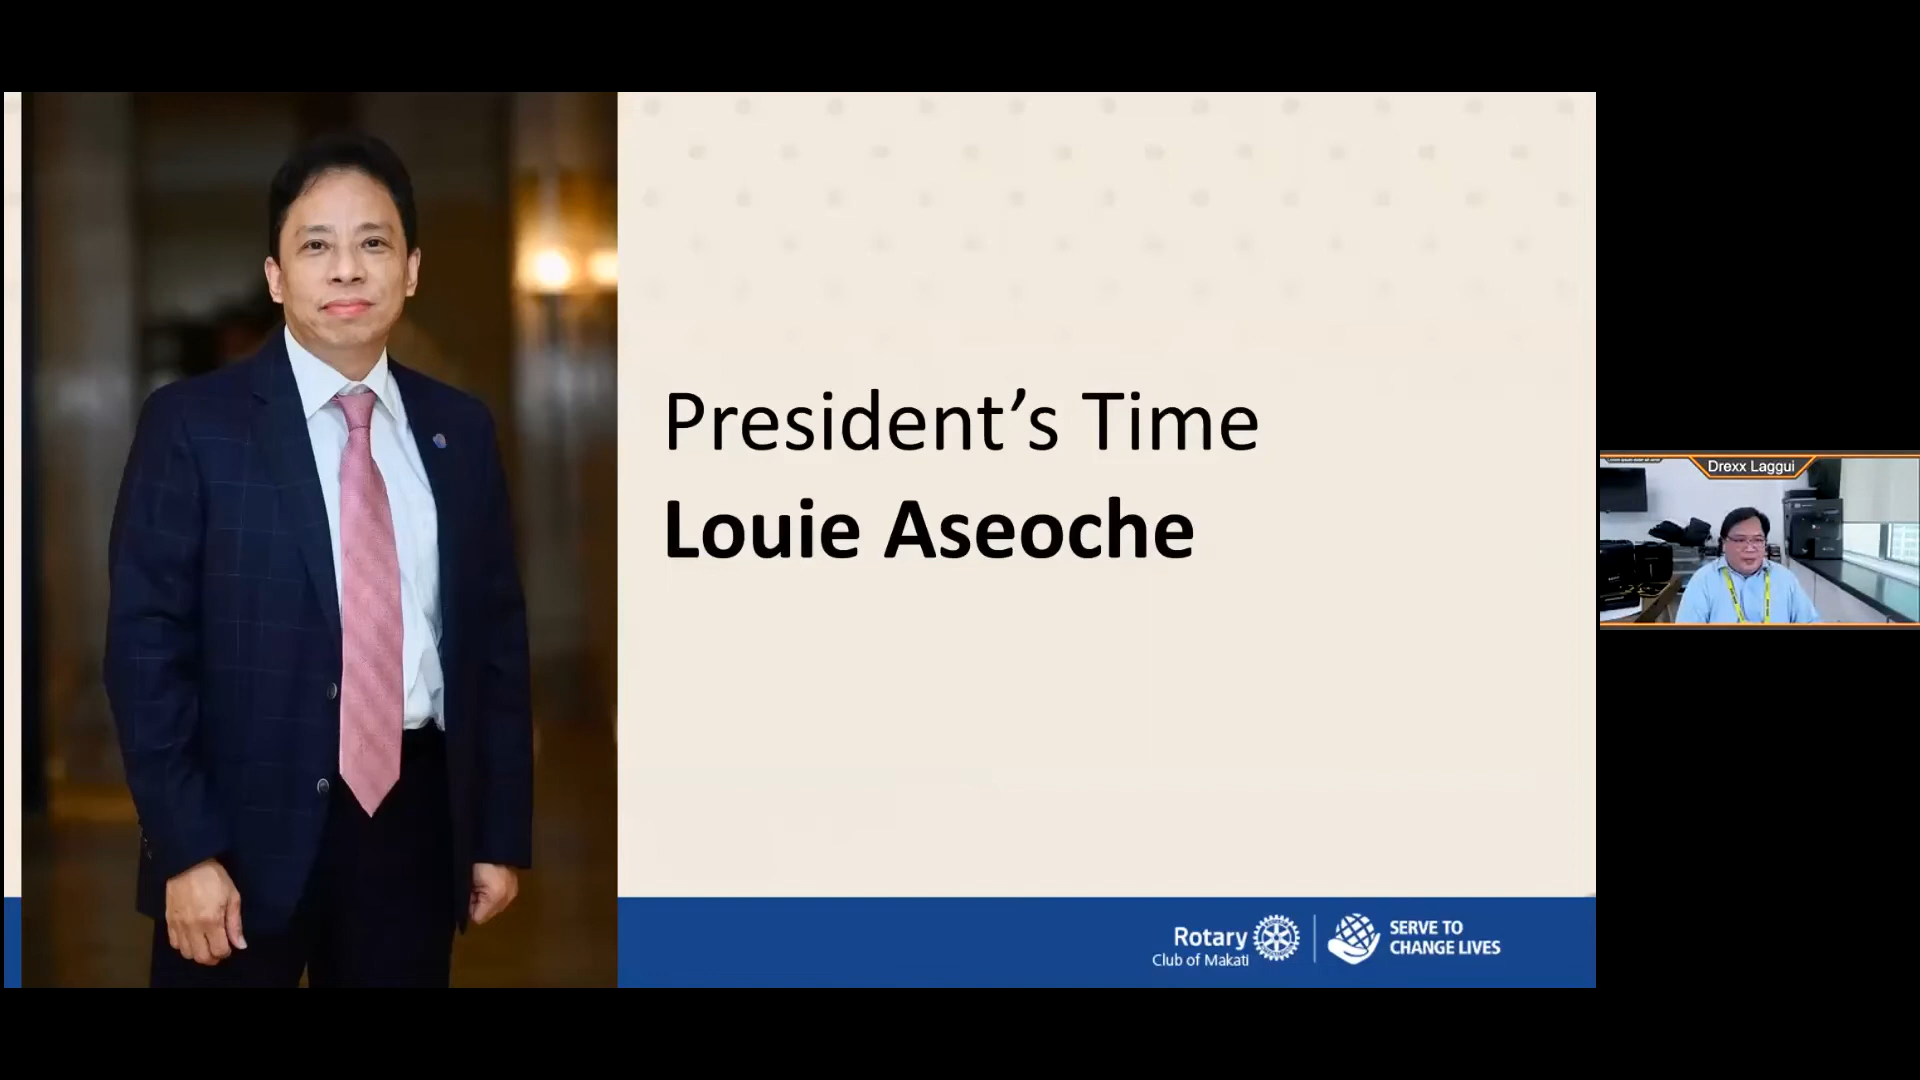 President's Time
Louie Aseoche
Drexx Laggui
Rotary
Club of Makati
SERVE TO
CHANGE LIVES